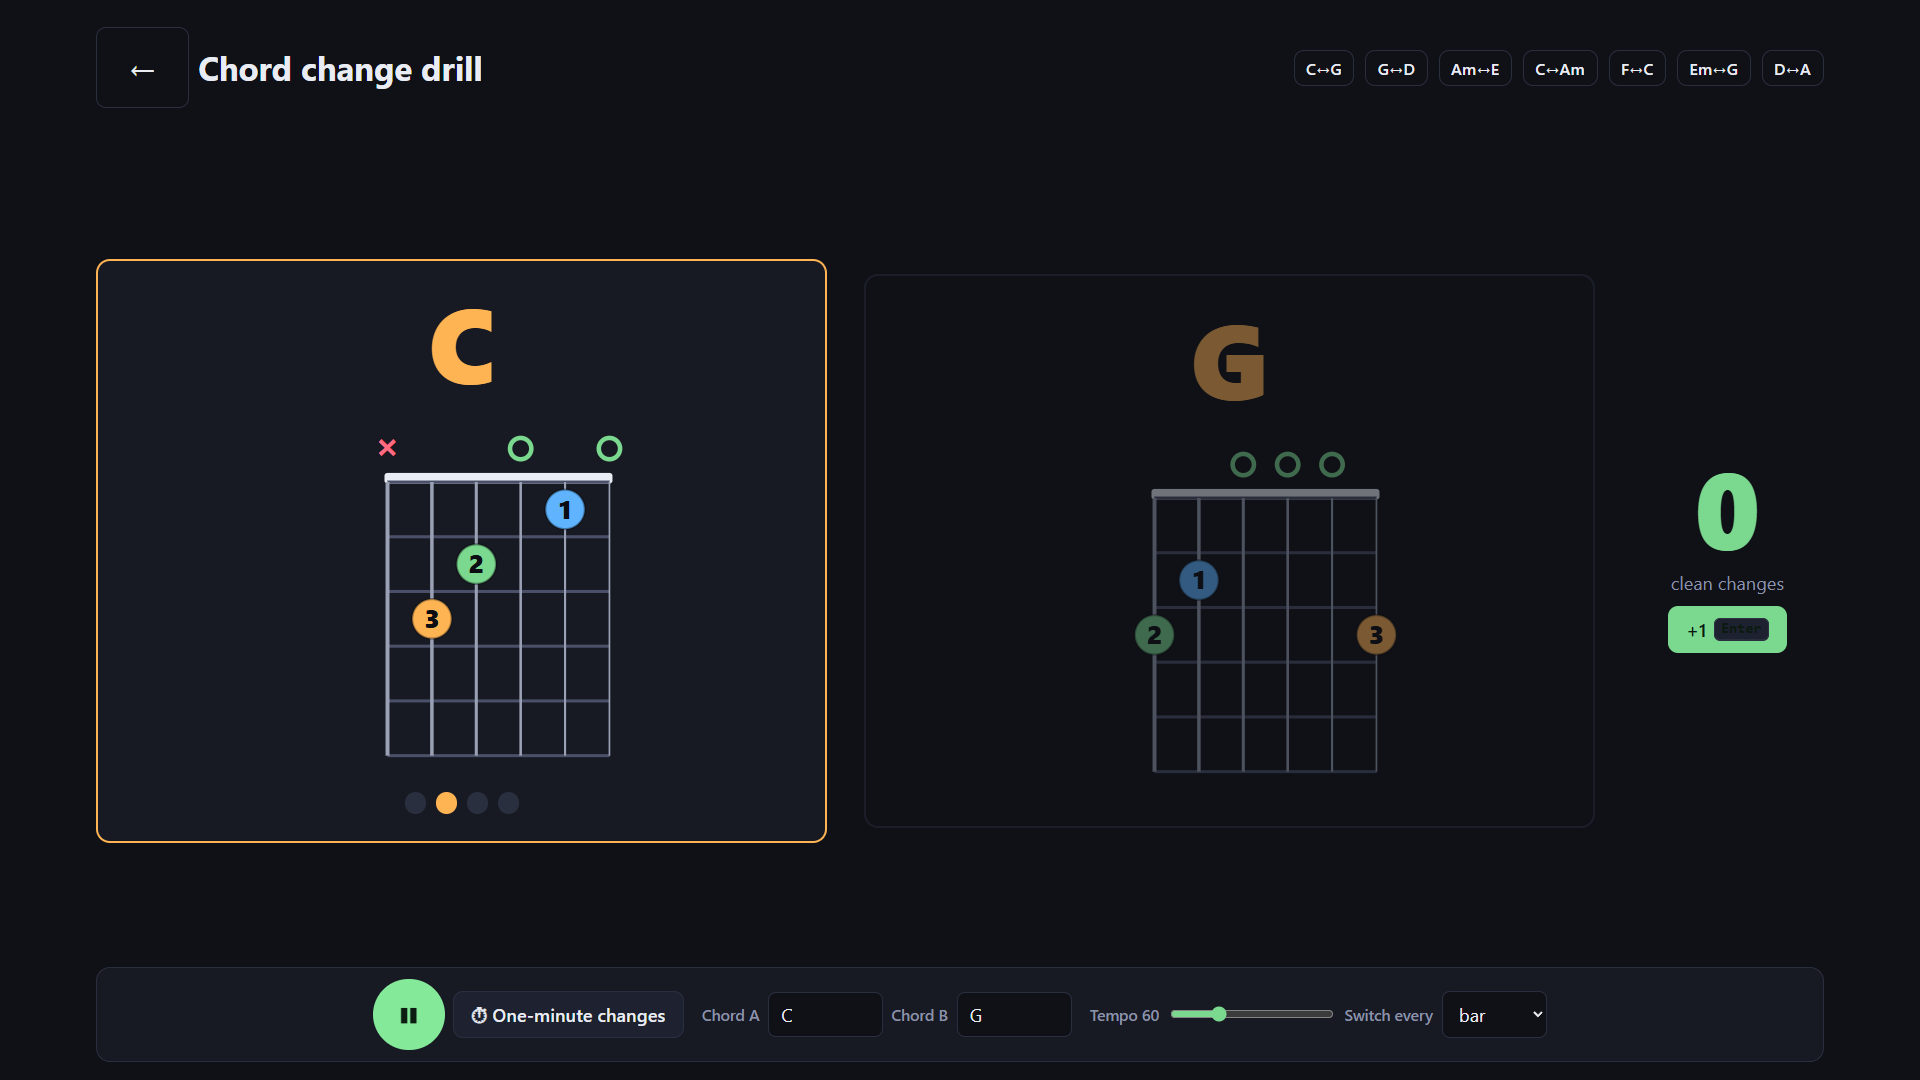 ← Chord change drill
C↔G G↔D Am↔E C↔Am F↔C Em↔G D↔A
C
×
1
2
3
G
1
2 3
0
clean changes
+1 Enter
⏱ One-minute changes Chord A C Chord B G Tempo 60 Switch every bar